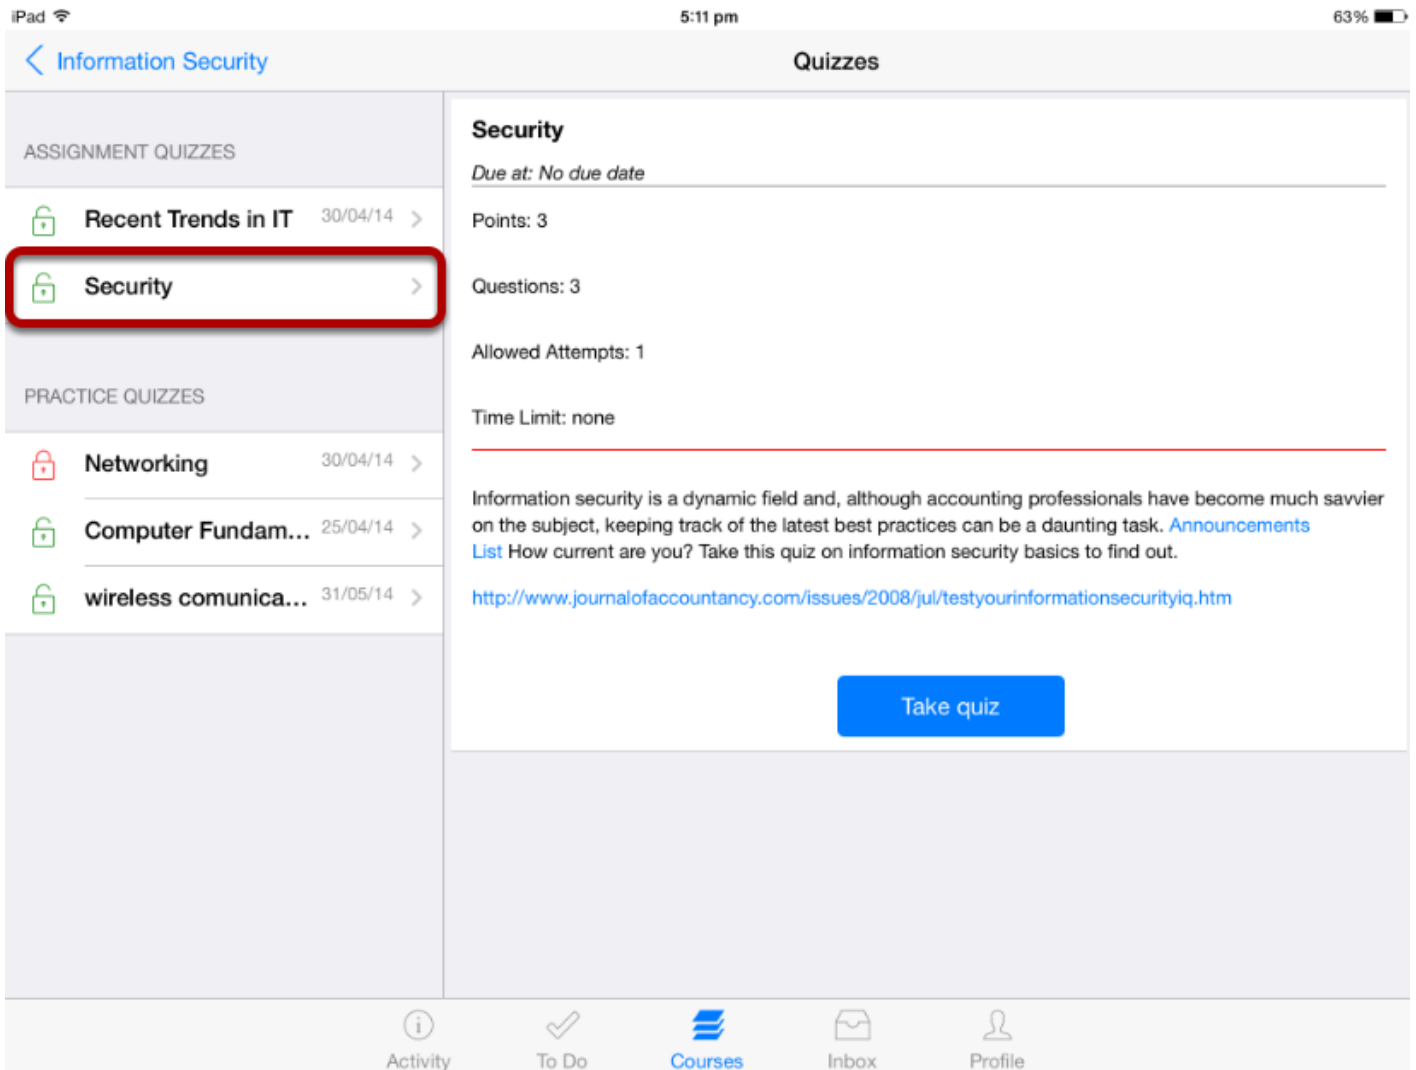 iPad 5:11 pm 63%
Information Security Quizzes
ASSIGNMENT QUIZZES
Recent Trends in IT 30/04/14
Security
PRACTICE QUIZZES
Networking 30/04/14
Computer Fundam... 25/04/14
wireless comunica... 31/05/14
Security
Due at: No due date
Points: 3
Questions: 3
Allowed Attempts: 1
Time Limit: none
Information security is a dynamic field and, although accounting professionals have become much savvier
on the subject, keeping track of the latest best practices can be a daunting task. Announcements
List How current are you? Take this quiz on information security basics to find out.
http://www.journalofaccountancy.com/issues/2008/jul/testyourinformationsecurityiq.htm
Take quiz
Activity To Do Courses Inbox Profile